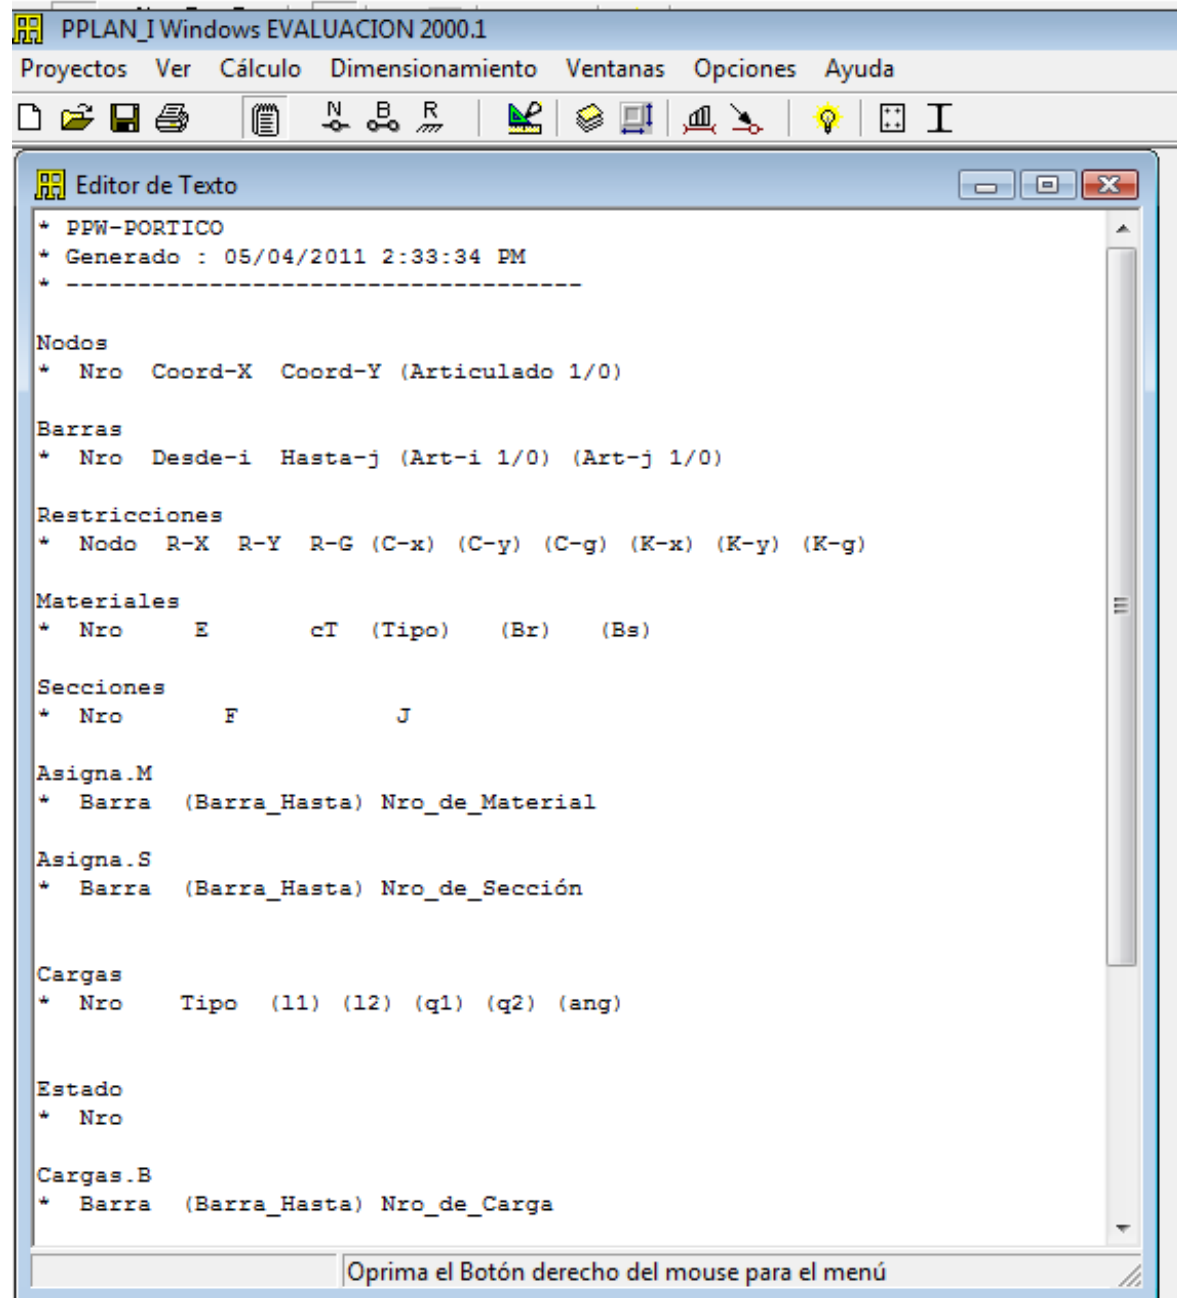 PPLAN_I Windows EVALUACION 2000.1
Proyectos Ver Cálculo Dimensionamiento Ventanas Opciones Ayuda
N B R
Editor de Texto
* PPW-PORTICO
* Generado : 05/04/2011 2:33:34 PM
* ------------------------------------
Nodos
* Nro Coord-X Coord-Y (Articulado 1/0)
Barras
* Nro Desde-i Hasta-j (Art-i 1/0) (Art-j 1/0)
Restricciones
* Nodo R-X R-Y R-G (C-x) (C-y) (C-g) (K-x) (K-y) (K-g)
Materiales
* Nro E cT (Tipo) (Br) (Bs)
Secciones
* Nro F J
Asigna.M
* Barra (Barra_Hasta) Nro_de_Material
Asigna.S
* Barra (Barra_Hasta) Nro_de_Sección
Cargas
* Nro Tipo (l1) (l2) (q1) (q2) (ang)
Estado
* Nro
Cargas.B
* Barra (Barra_Hasta) Nro_de_Carga
Oprima el Botón derecho del mouse para el menú